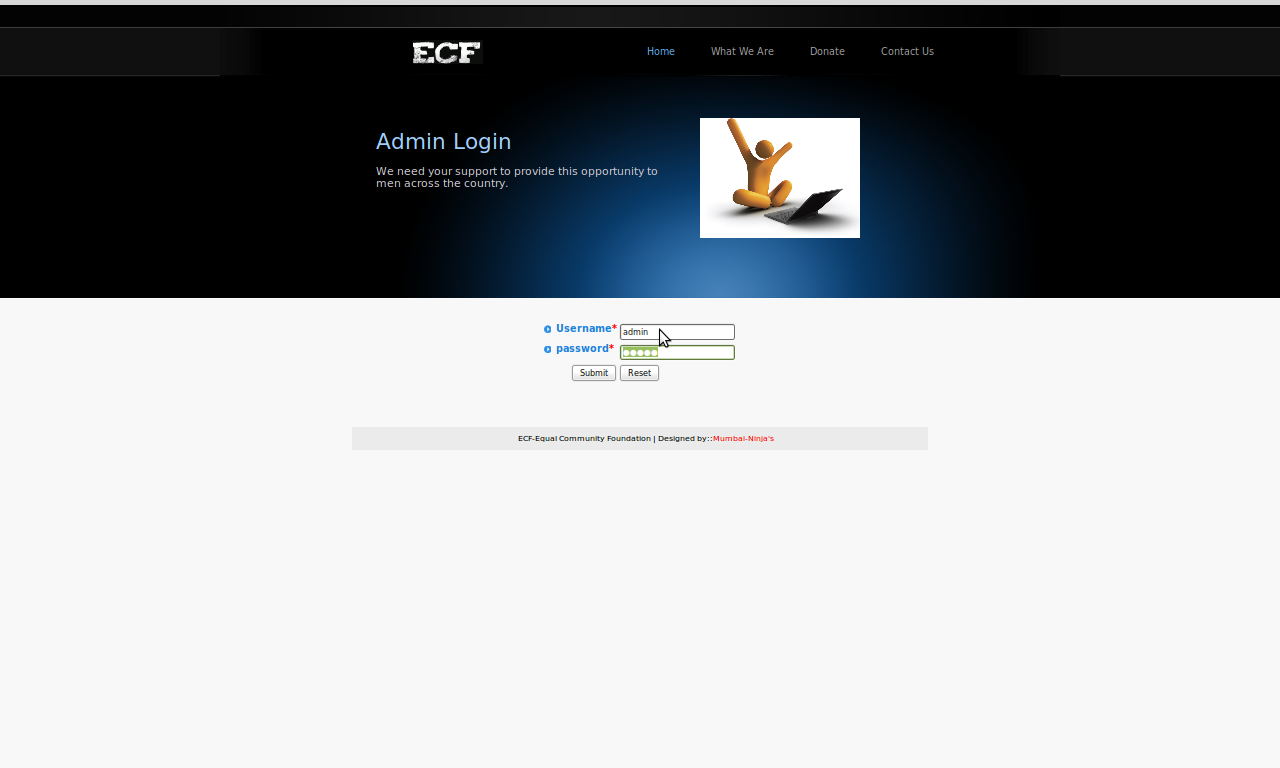 ECF
Home What We Are Donate Contact Us
Admin Login
We need your support to provide this opportunity to
men across the country.
Username* admin
password*
Submit Reset
ECF-Equal Community Foundation | Designed by::Mumbai-Ninja's